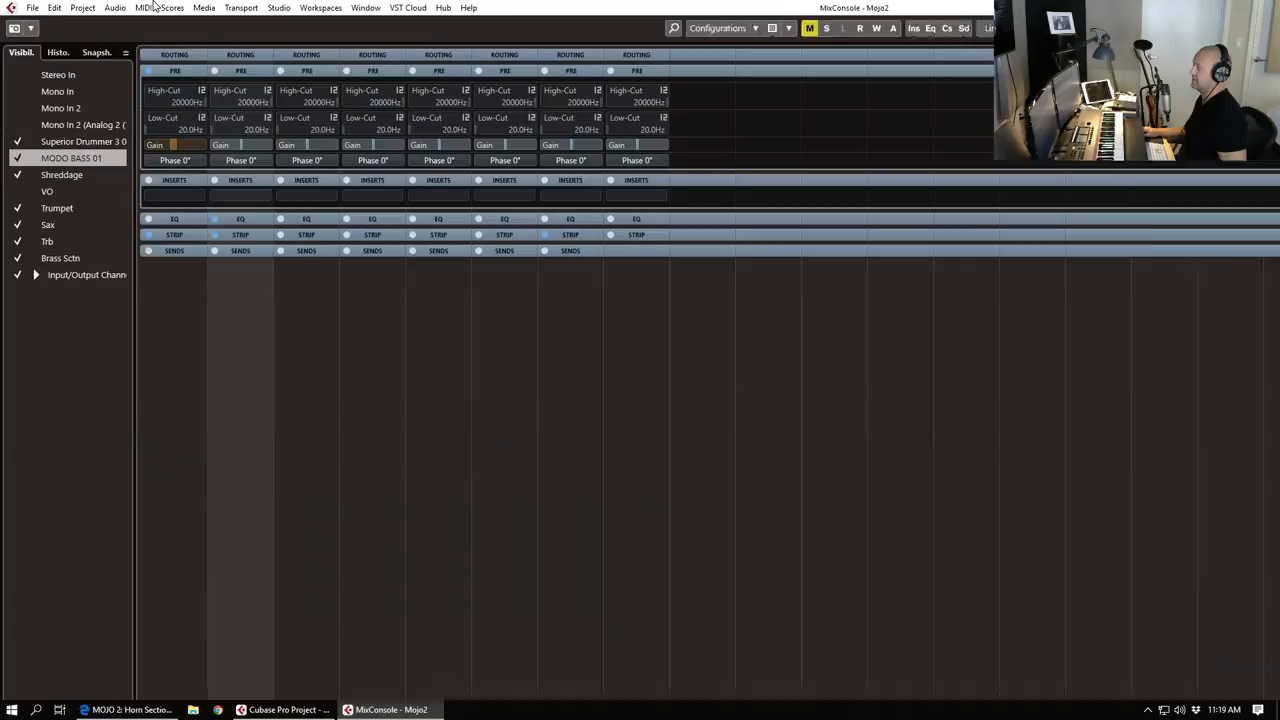 File Edit Project Audio MIDI Scores Media Transport Studio Workspaces Window VST Cloud Hub Help
MixConsole - Mojo2
Configurations M S L R W A Ins Eq Cs Sd
Visibil. Histo. Snapsh.
Stereo In
Mono In
Mono In 2
Mono In 2 (Analog 2 (
Superior Drummer 3 0
MODO BASS 01
Shreddage
VO
Trumpet
Sax
Trb
Brass Sctn
Input/Output Chann
ROUTING ROUTING ROUTING ROUTING ROUTING ROUTING ROUTING ROUTING
PRE PRE PRE PRE PRE PRE PRE PRE
High-Cut High-Cut High-Cut High-Cut High-Cut High-Cut High-Cut High-Cut
20000Hz 20000Hz 20000Hz 20000Hz 20000Hz 20000Hz 20000Hz 20000Hz
Low-Cut Low-Cut Low-Cut Low-Cut Low-Cut Low-Cut Low-Cut Low-Cut
20.0Hz 20.0Hz 20.0Hz 20.0Hz 20.0Hz 20.0Hz 20.0Hz 20.0Hz
Gain Gain Gain Gain Gain Gain Gain Gain
Phase 0° Phase 0° Phase 0° Phase 0° Phase 0° Phase 0° Phase 0° Phase 0°
INSERTS INSERTS INSERTS INSERTS INSERTS INSERTS INSERTS INSERTS
EQ EQ EQ EQ EQ EQ EQ EQ
STRIP STRIP STRIP STRIP STRIP STRIP STRIP STRIP
SENDS SENDS SENDS SENDS SENDS SENDS SENDS
MOJO 2: Horn Sectio... Cubase Pro Project - ... MixConsole - Mojo2 11:19 AM